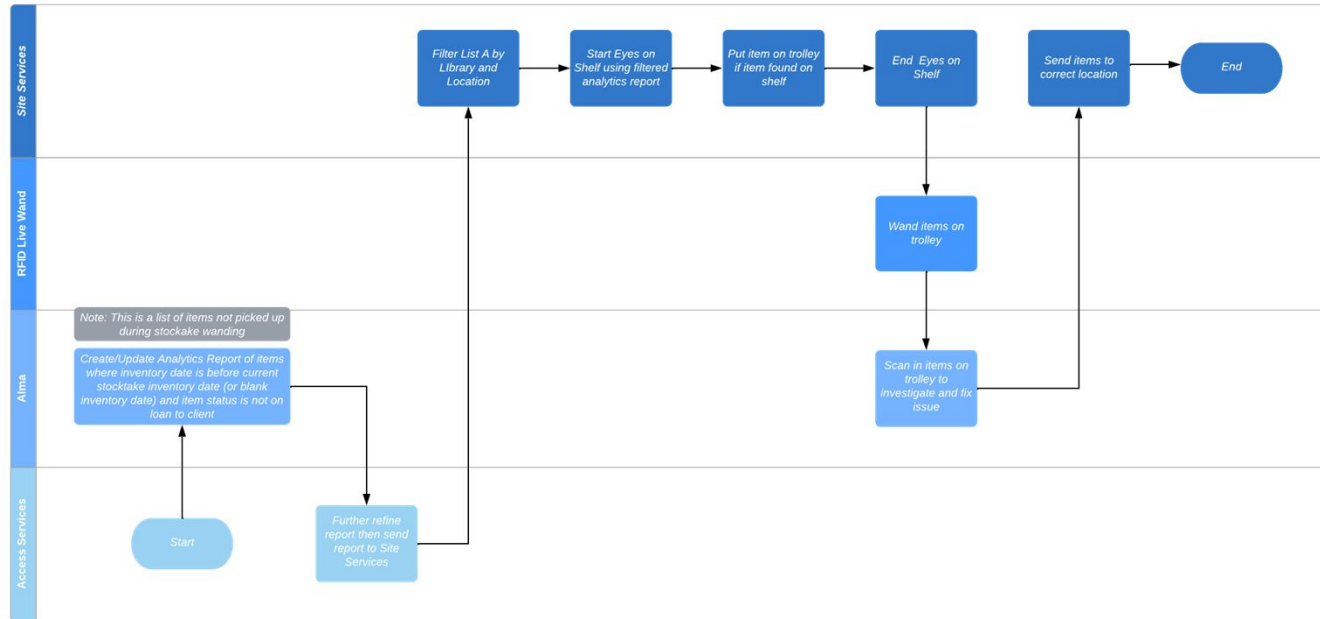 Site Services
Filter List A by
LIbrary and
Location
Start Eyes on
Shelf using filtered
analytics report
Put item on trolley
if item found on
shelf
End Eyes on
Shelf
Send items to
correct location
End
RFID Live Wand
Wand items on
trolley
Alma
Note: This is a list of items not picked up
during stockake wanding
Create/Update Analytics Report of items
where inventory date is before current
stocktake inventory date (or blank
inventory date) and item status is not on
loan to client
Scan in items on
trolley to
investigate and fix
issue
Access Services
Start
Further refine
report then send
report to Site
Services